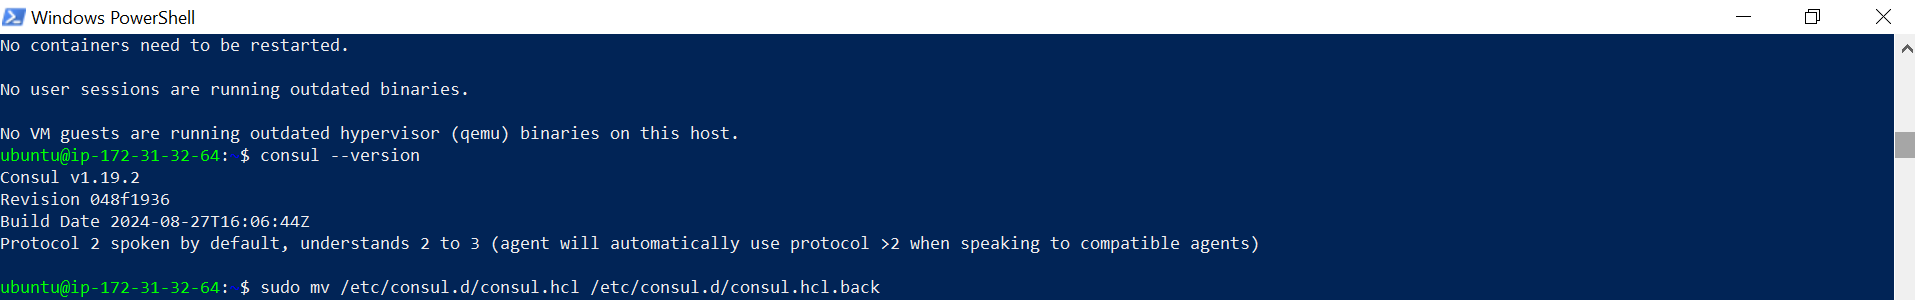 Windows PowerShell
No containers need to be restarted.
No user sessions are running outdated binaries.
No VM guests are running outdated hypervisor (qemu) binaries on this host.
ubuntu@ip-172-31-32-64:~$ consul --version
Consul v1.19.2
Revision 048f1936
Build Date 2024-08-27T16:06:44Z
Protocol 2 spoken by default, understands 2 to 3 (agent will automatically use protocol >2 when speaking to compatible agents)
ubuntu@ip-172-31-32-64:~$ sudo mv /etc/consul.d/consul.hcl /etc/consul.d/consul.hcl.back